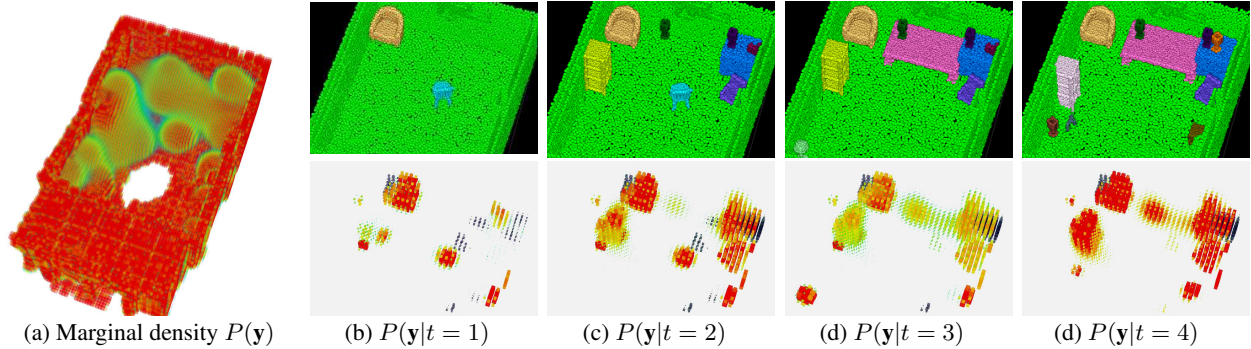 (a) Marginal density P(y)
(b) P(y|t = 1)
(c) P(y|t = 2)
(d) P(y|t = 3)
(d) P(y|t = 4)